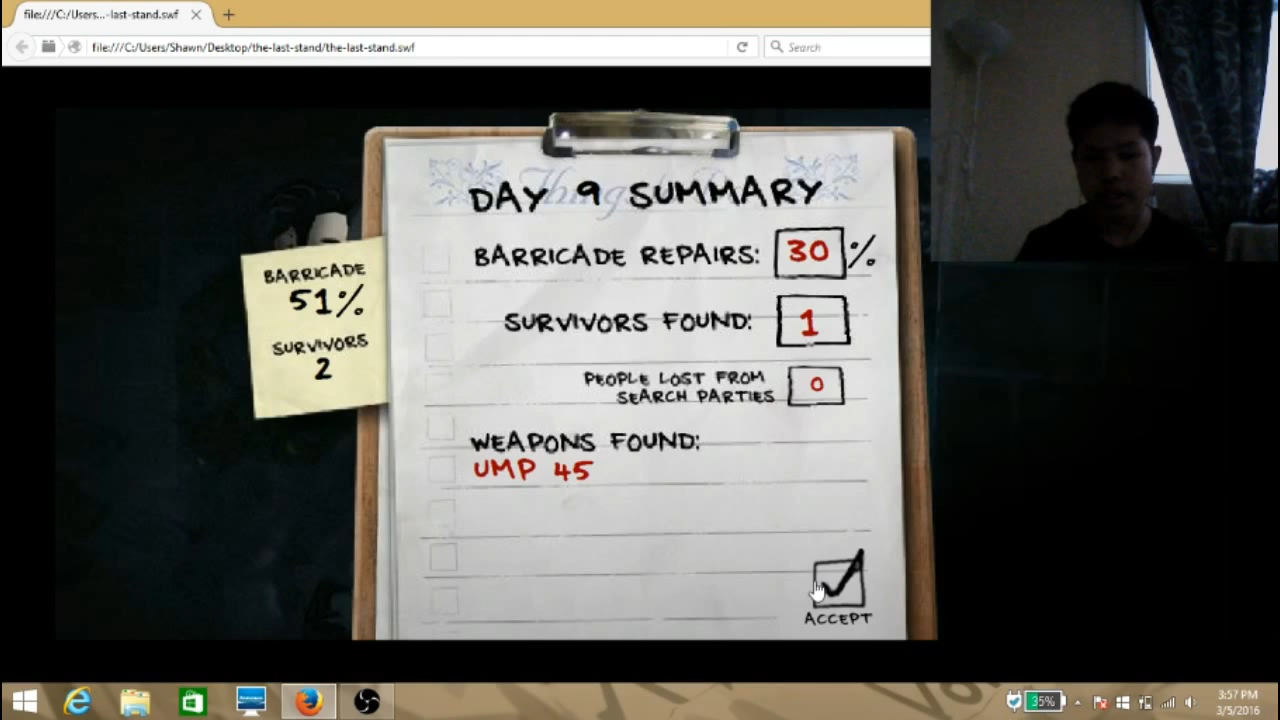 file:///C:/Users...-last-stand.swf
file:///C:/Users/Shawn/Desktop/the-last-stand/the-last-stand.swf
Search
Things
DAY 9 SUMMARY
BARRICADE REPAIRS: 30 %
SURVIVORS FOUND: 1
PEOPLE LOST FROM
SEARCH PARTIES 0
WEAPONS FOUND:
UMP 45
ACCEPT
BARRICADE
51%
SURVIVORS
2
35%
3:57 PM
3/5/2016